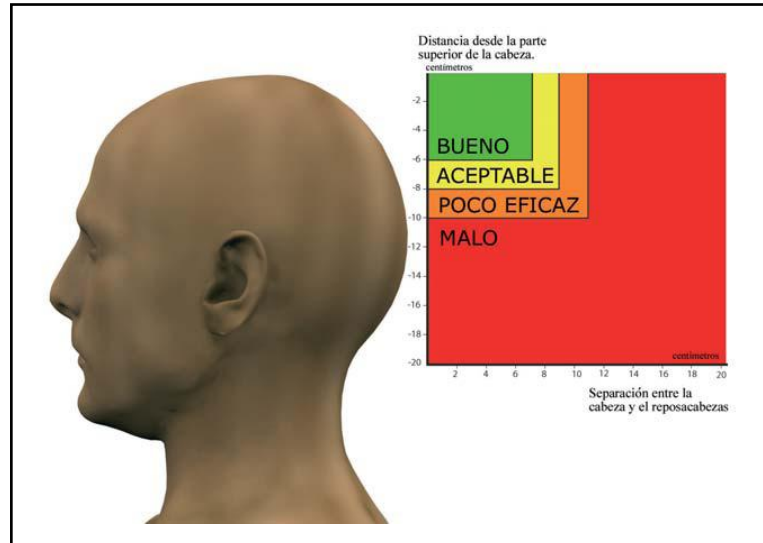 Distancia desde la parte
superior de la cabeza.
centímetros
-2
-4
BUENO
-6
ACEPTABLE
-8
POCO EFICAZ
-10
MALO
-12
-14
-16
-18
centímetros
-20
2 4 6 8 10 12 14 16 18 20
Separación entre la
cabeza y el reposacabezas